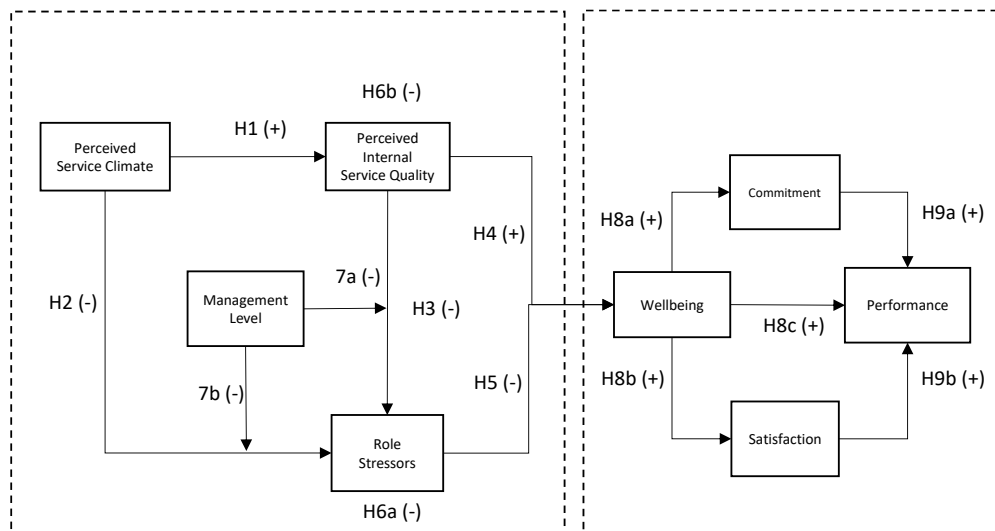 H6b (-)
H1 (+)
Perceived
Service Climate
Perceived
Internal
Service Quality
Commitment
H8a (+)
H9a (+)
H4 (+)
7a (-)
H2 (-)
Management
Level
H3 (-)
Wellbeing
Performance
H8c (+)
H5 (-)
H8b (+)
H9b (+)
7b (-)
Role
Stressors
Satisfaction
H6a (-)